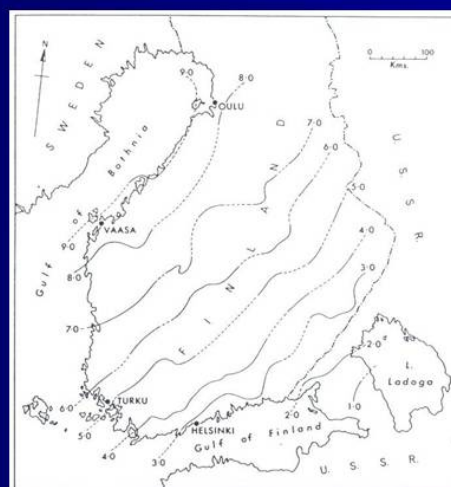 N
0 100
Kms.
SWEDEN
Gulf of Bothnia
9·0
8·0
OULU
7·0
6·0
5·0
4·0
3·0
U. S. S. R.
FINLAND
VAASA
9·0
8·0
7·0
6·0
TURKU
5·0
4·0
HELSINKI
3·0
Gulf of Finland
2·0
2·0
1·0
L.
Ladoga
U. S. S. R.